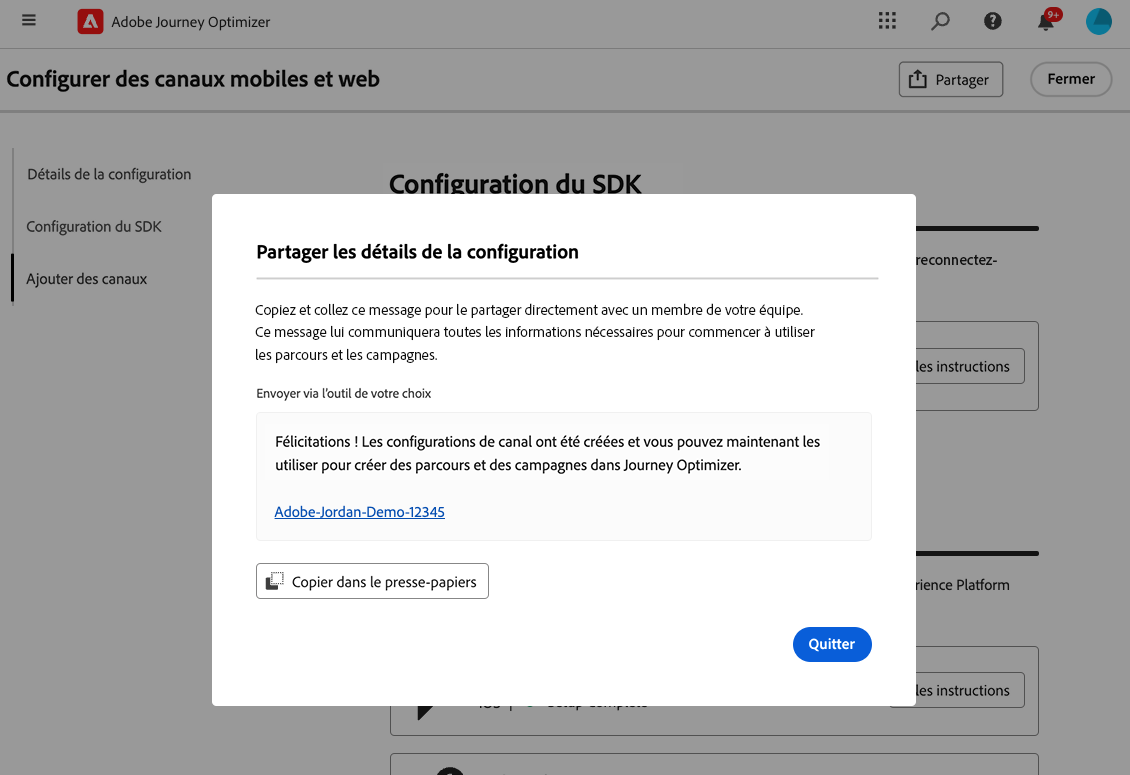 Adobe Journey Optimizer
9+
Configurer des canaux mobiles et web
Partager
Fermer
Détails de la configuration
Configuration du SDK
Ajouter des canaux
Configuration du SDK
reconnectez-
les instructions
rience Platform
les instructions
Partager les détails de la configuration
Copiez et collez ce message pour le partager directement avec un membre de votre équipe.
Ce message lui communiquera toutes les informations nécessaires pour commencer à utiliser
les parcours et les campagnes.
Envoyer via l'outil de votre choix
Félicitations ! Les configurations de canal ont été créées et vous pouvez maintenant les
utiliser pour créer des parcours et des campagnes dans Journey Optimizer.
Adobe-Jordan-Demo-12345
Copier dans le presse-papiers
Quitter